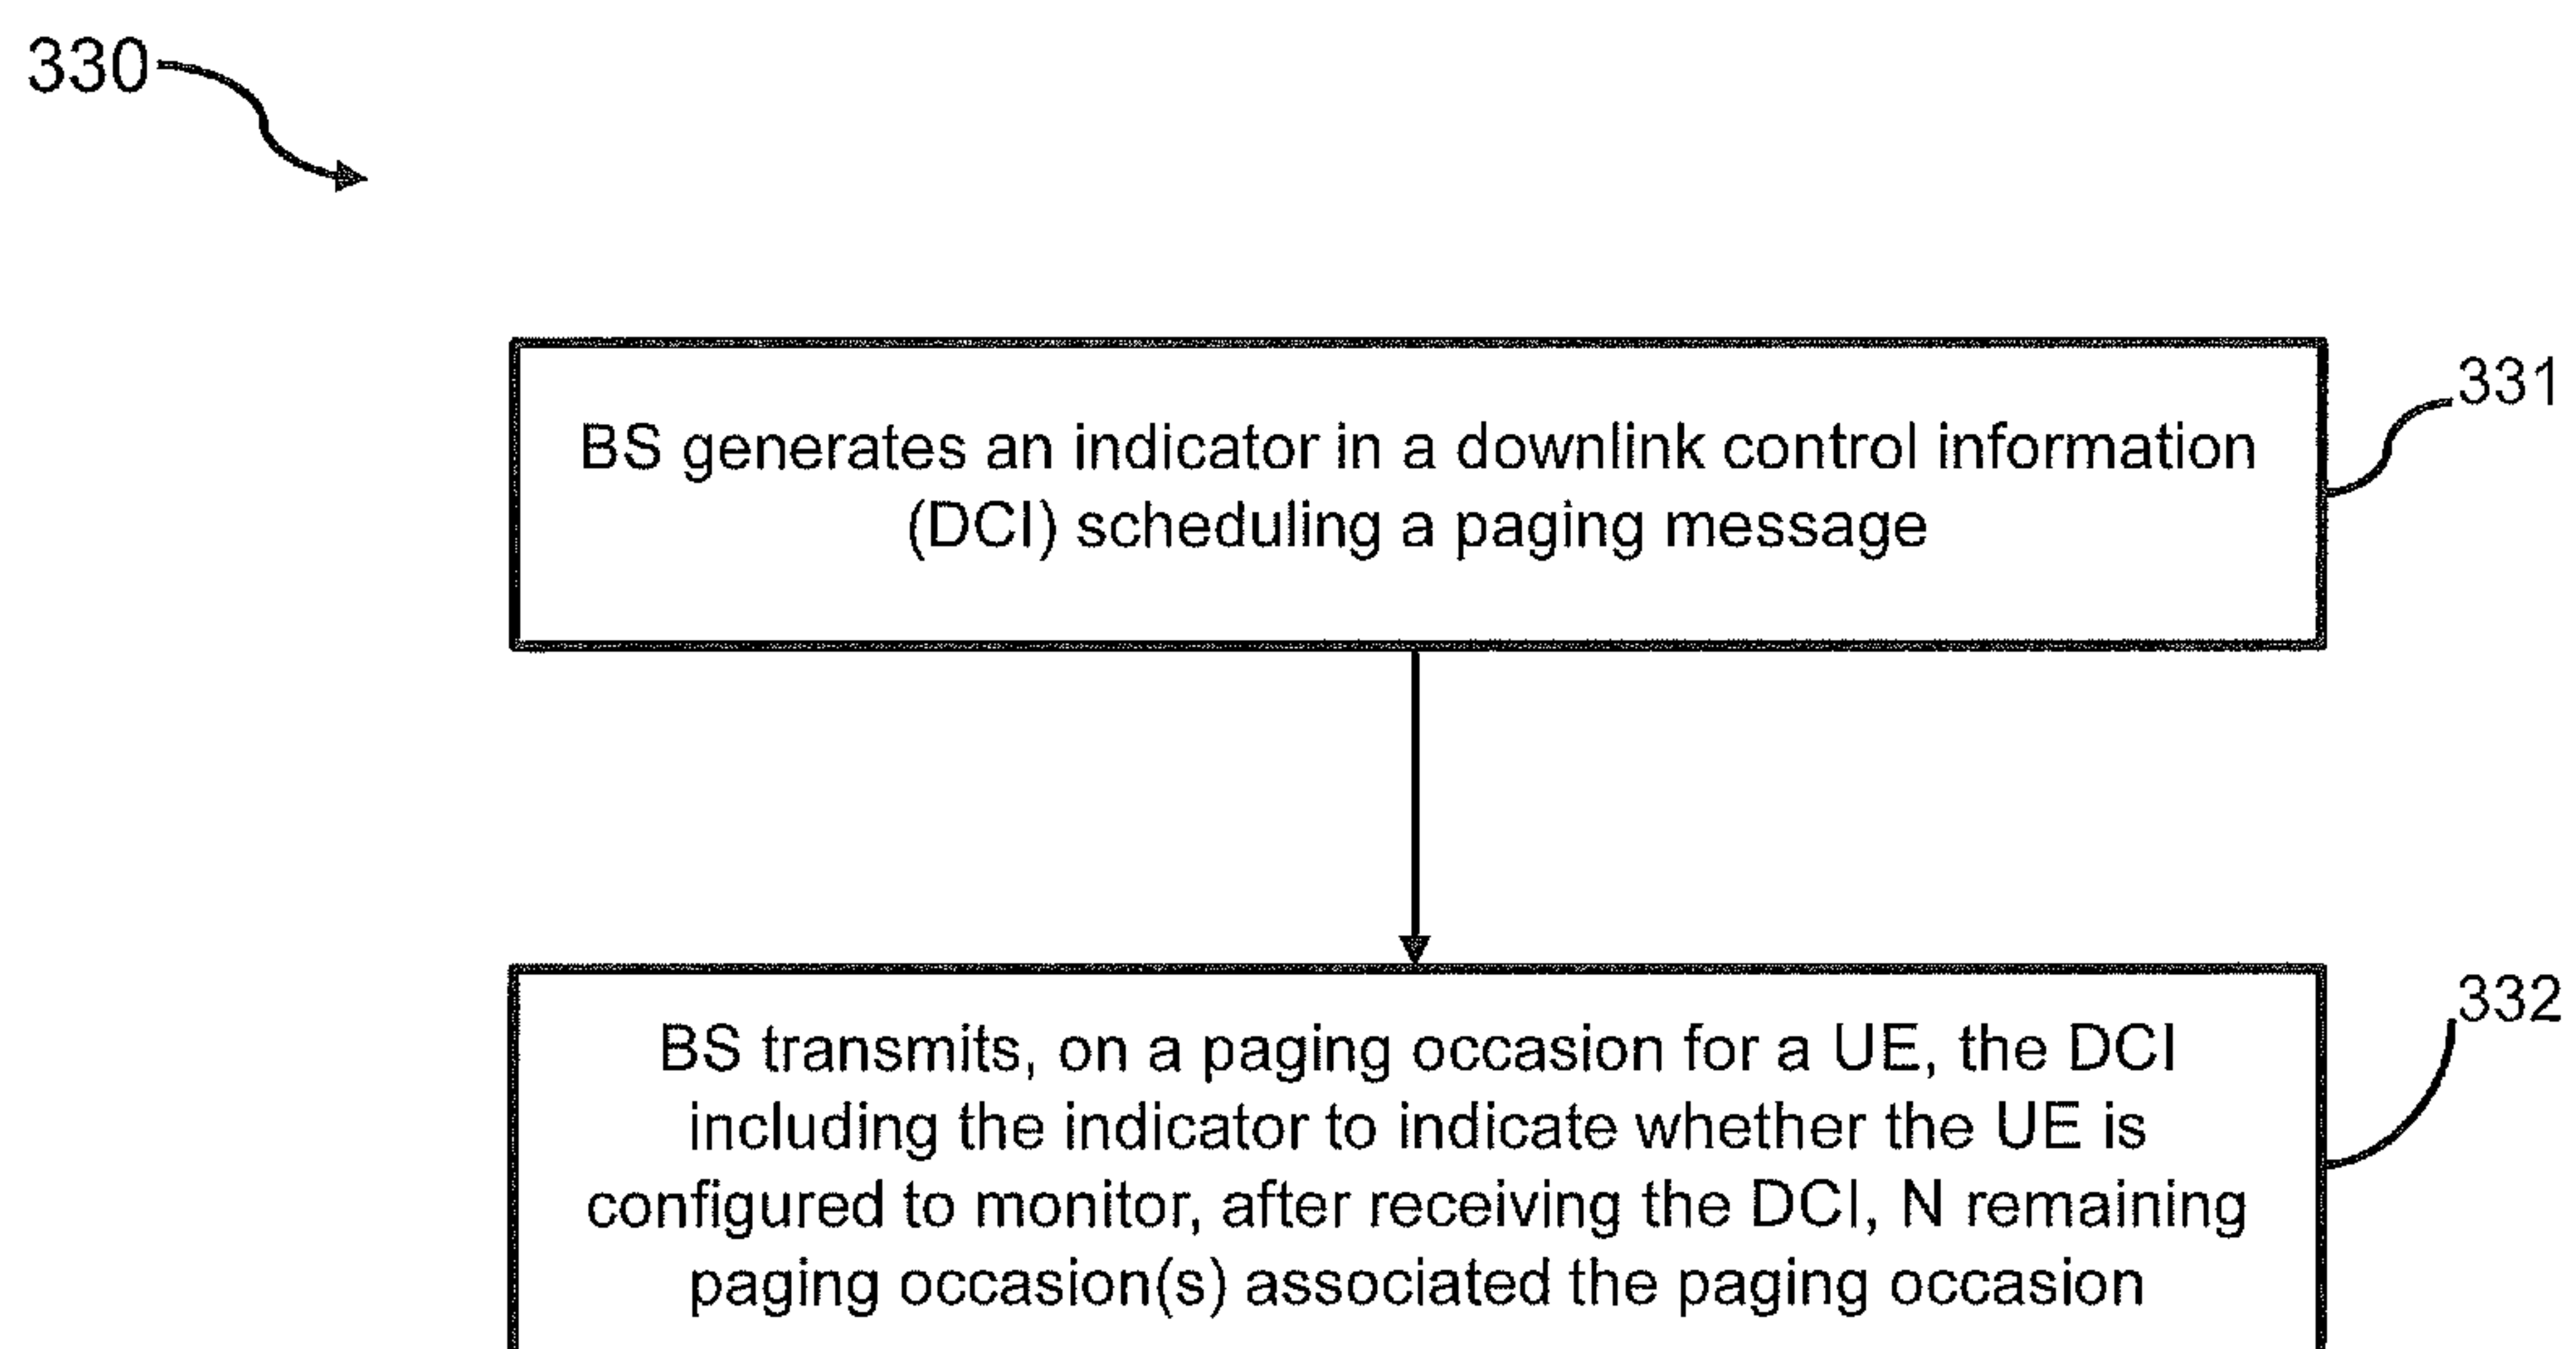 330
331
BS generates an indicator in a downlink control information
(DCI) scheduling a paging message
332
BS transmits, on a paging occasion for a UE, the DCI
including the indicator to indicate whether the UE is
configured to monitor, after receiving the DCI, N remaining
paging occasion(s) associated the paging occasion